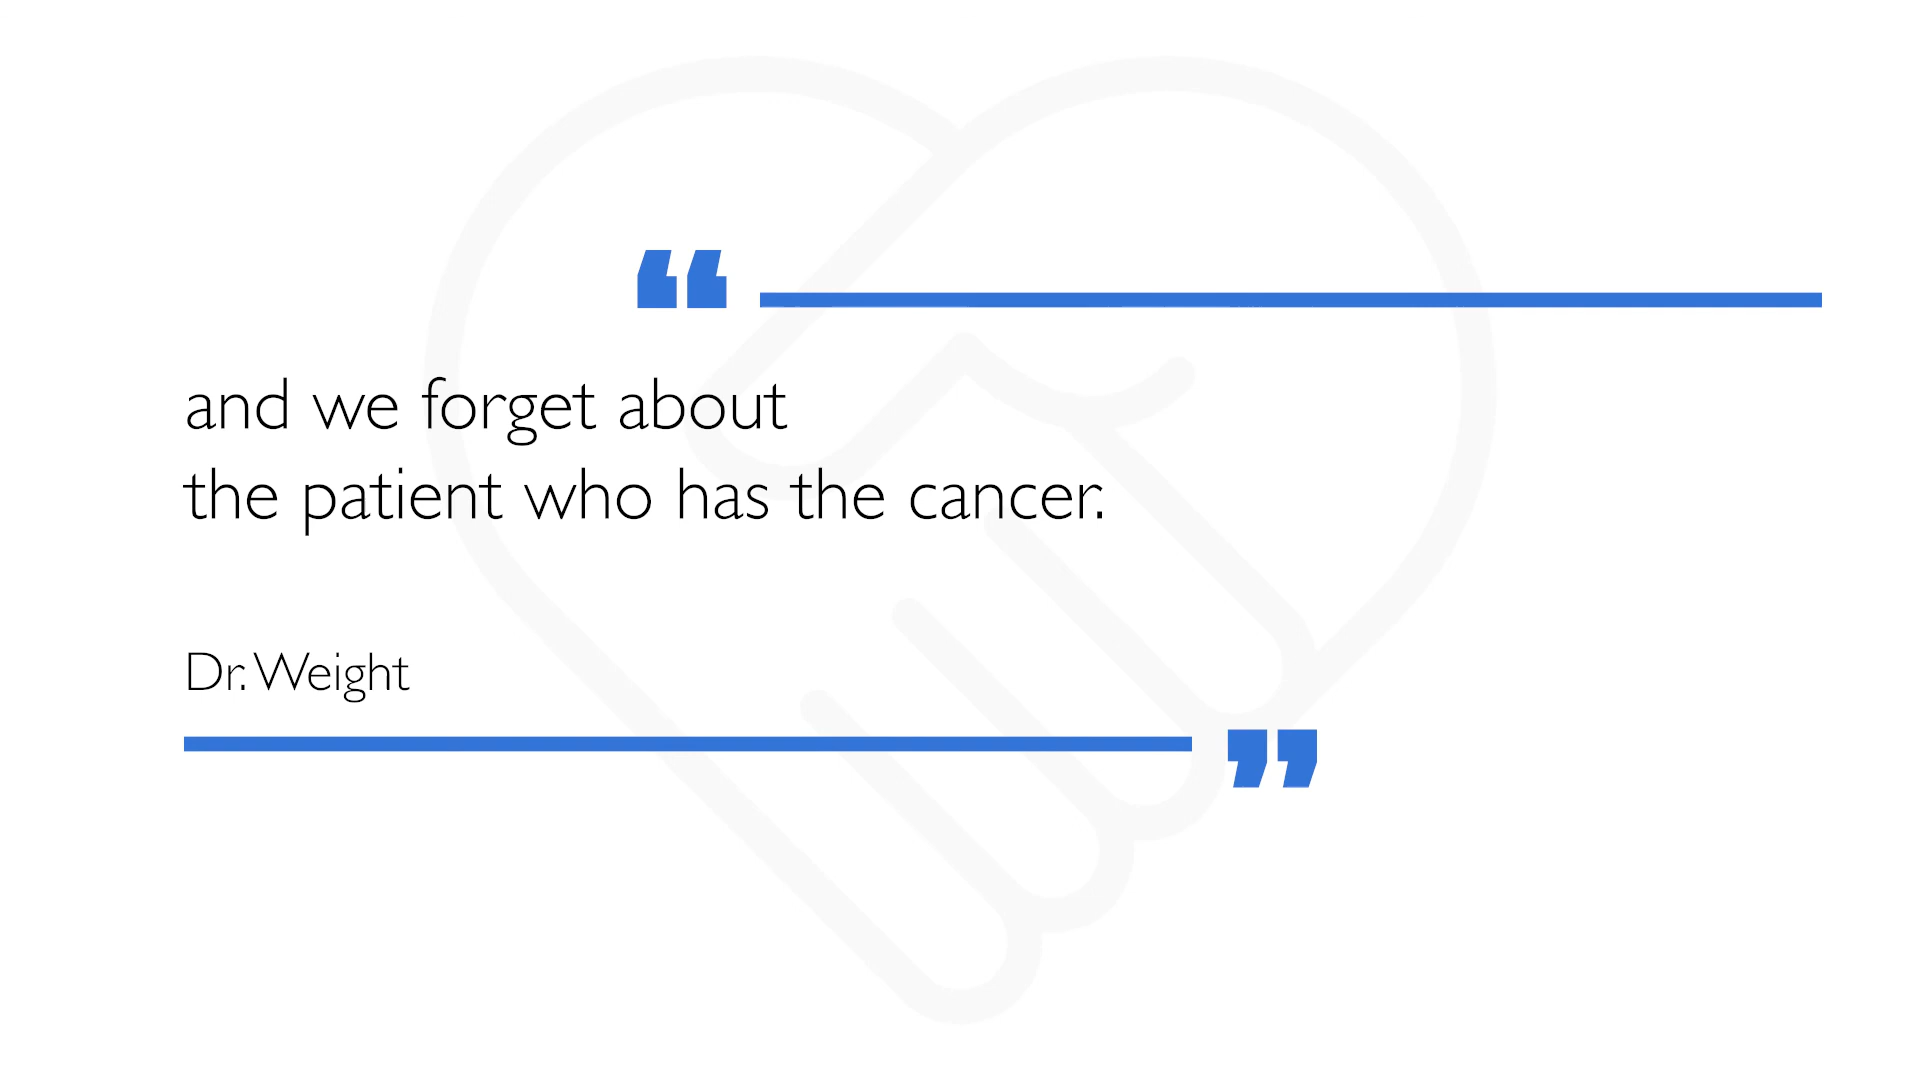 “
and we forget about
the patient who has the cancer.
Dr. Weight
”